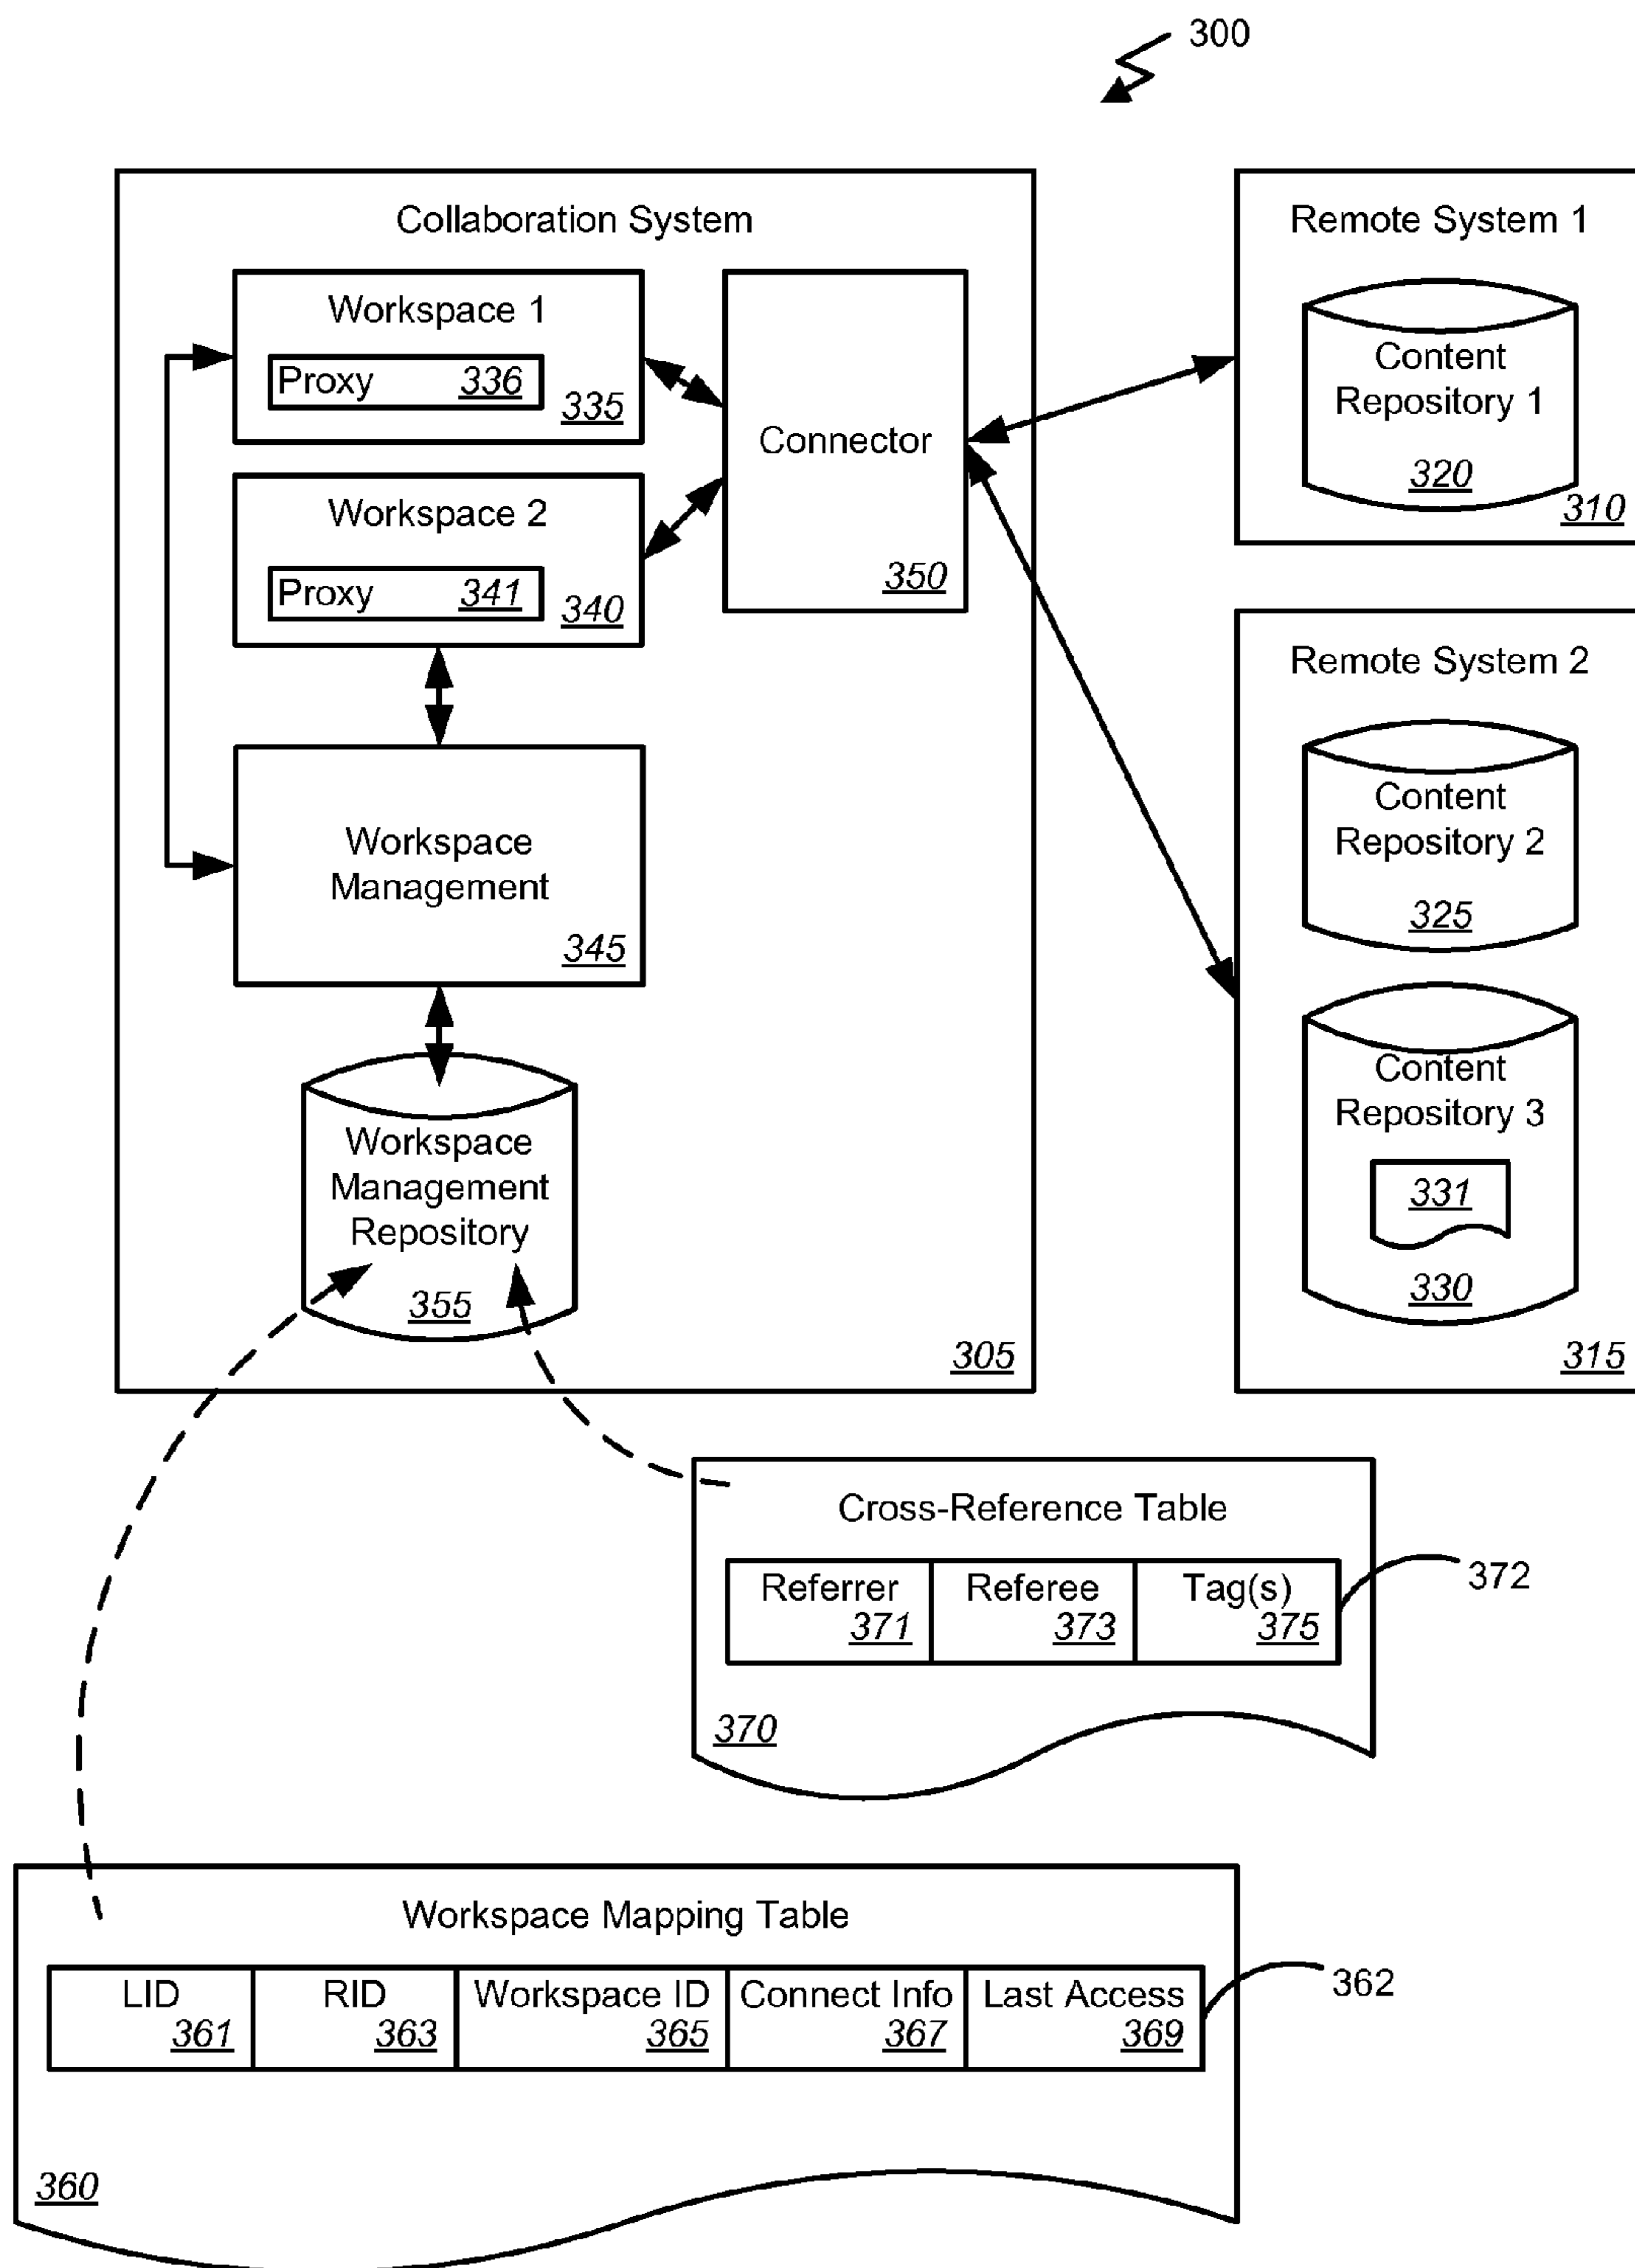 300
Collaboration System
Workspace 1
Proxy 336
335
Workspace 2
Proxy 341
340
Connector
350
Workspace
Management
345
Workspace
Management
Repository
355
305
Remote System 1
Content
Repository 1
320
310
Remote System 2
Content
Repository 2
325
Content
Repository 3
331
330
315
Cross-Reference Table
Referrer Referee Tag(s)
371 373 375
372
370
Workspace Mapping Table
LID RID Workspace ID Connect Info Last Access
361 363 365 367 369
362
360